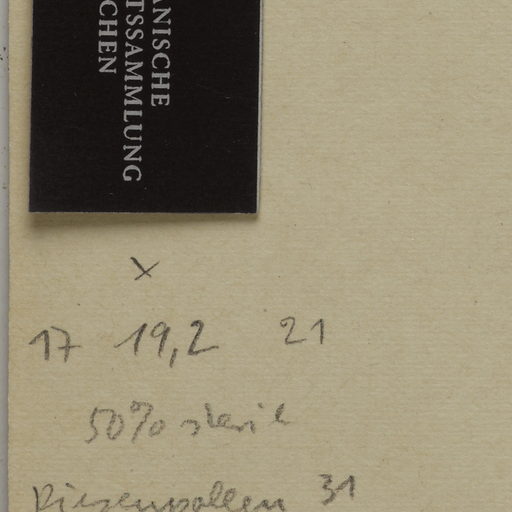 ANISCHE
TSSAMMLUNG
CHEN
x
17 19,2 21
50% steril
Riesenpollen 31